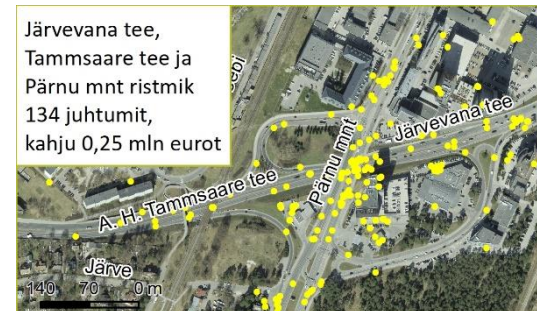 Järvevana tee,
Tammsaare tee ja
Pärnu mnt ristmik
134 juhtumit,
kahju 0,25 mln eurot
Järvevana tee
Pärnu mnt
A. H. Tammsaare tee
Järve
140 70 0 m